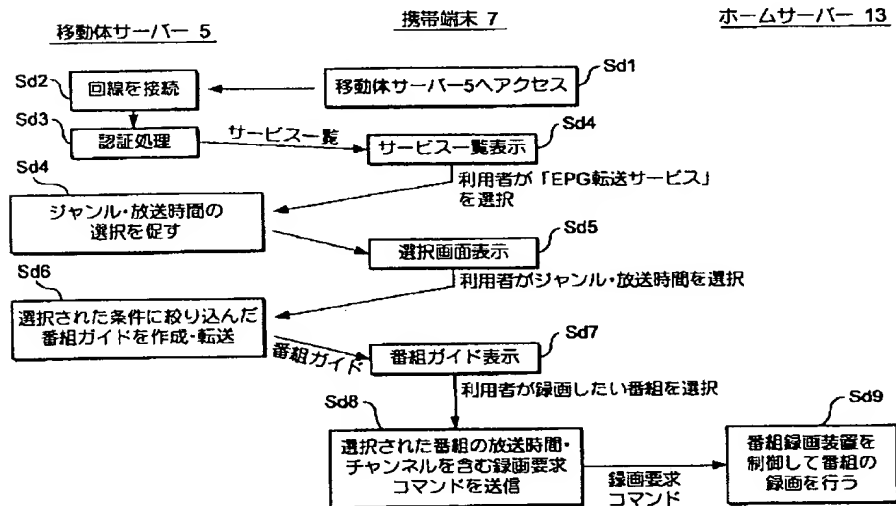 移動体サーバー 5
携帯端末 7
ホームサーバー 13
Sd1
移動体サーバー5へアクセス
Sd2
回線を接続
Sd3
認証処理
サービス一覧
Sd4
サービス一覧表示
利用者が「EPG転送サービス」
を選択
Sd4
ジャンル・放送時間の
選択を促す
Sd5
選択画面表示
利用者がジャンル・放送時間を選択
Sd6
選択された条件に絞り込んだ
番組ガイドを作成・転送
番組ガイド
Sd7
番組ガイド表示
利用者が録画したい番組を選択
Sd8
選択された番組の放送時間・
チャンネルを含む録画要求
コマンドを送信
録画要求
コマンド
Sd9
番組録画装置を
制御して番組の
録画を行う